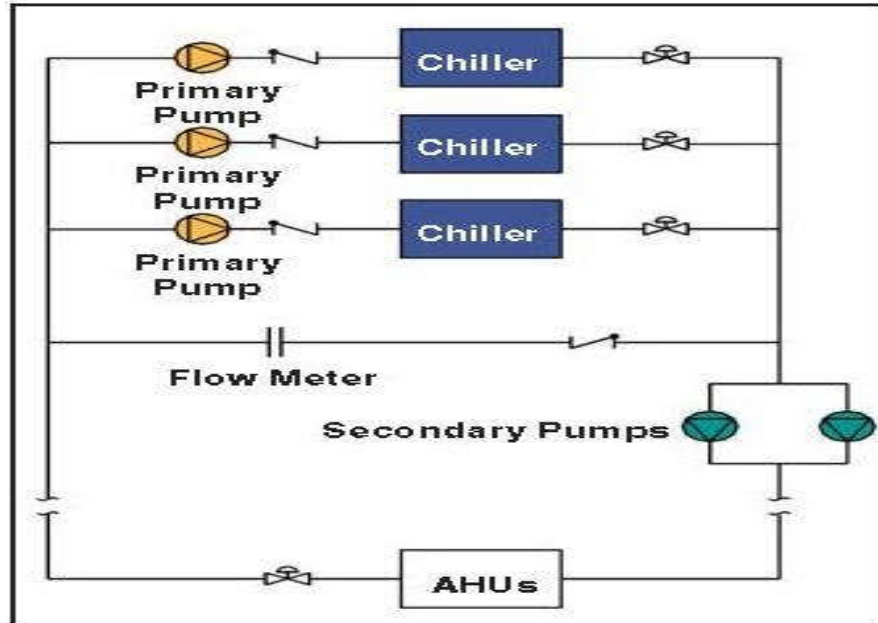 Chiller
Primary
Pump
Chiller
Primary
Pump
Chiller
Primary
Pump
Flow Meter
Secondary Pumps
AHUs